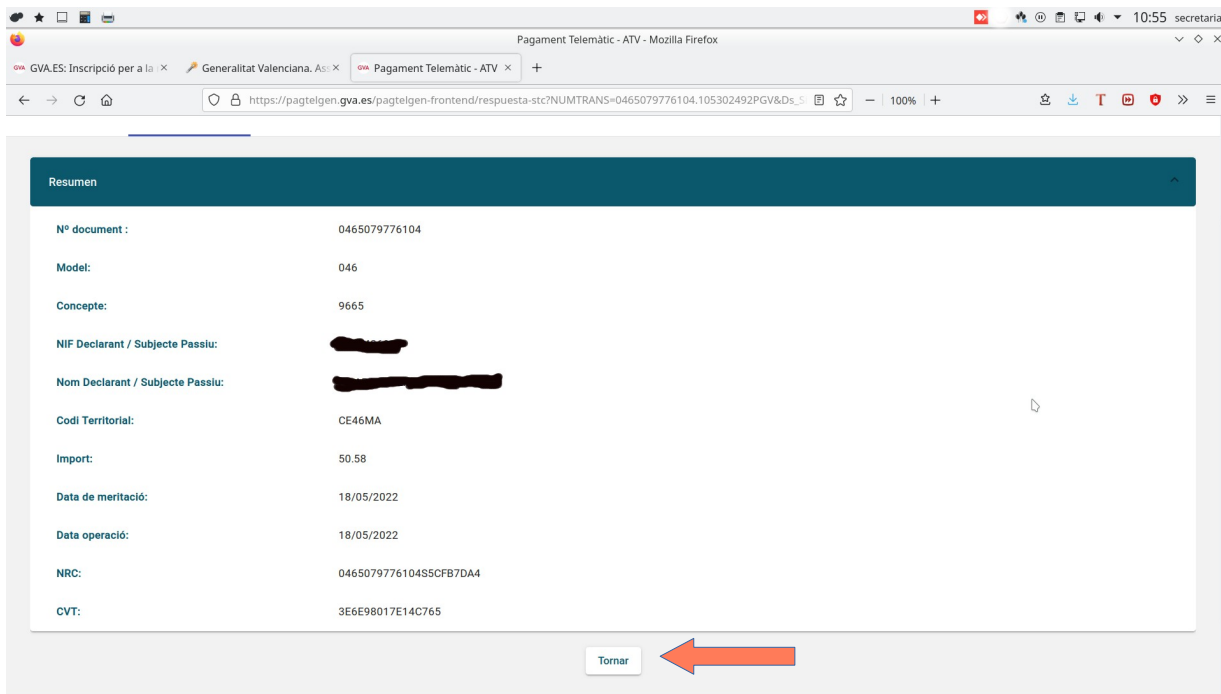 10:55 secretaria
Pagament Telemàtic - ATV - Mozilla Firefox
GVA GVA.ES: Inscripció per a la Generalitat Valenciana. Ass GVA Pagament Telemàtic - ATV
https://pagtelgen.gva.es/pagtelgen-frontend/respuesta-stc?NUMTRANS=0465079776104.105302492PGV&Ds_S 100%
Resumen
Nº document : 0465079776104
Model: 046
Concepte: 9665
NIF Declarant / Subjecte Passiu:
Nom Declarant / Subjecte Passiu:
Codi Territorial: CE46MA
Import: 50.58
Data de meritació: 18/05/2022
Data operació: 18/05/2022
NRC: 0465079776104S5CFB7DA4
CVT: 3E6E98017E14C765
Tornar